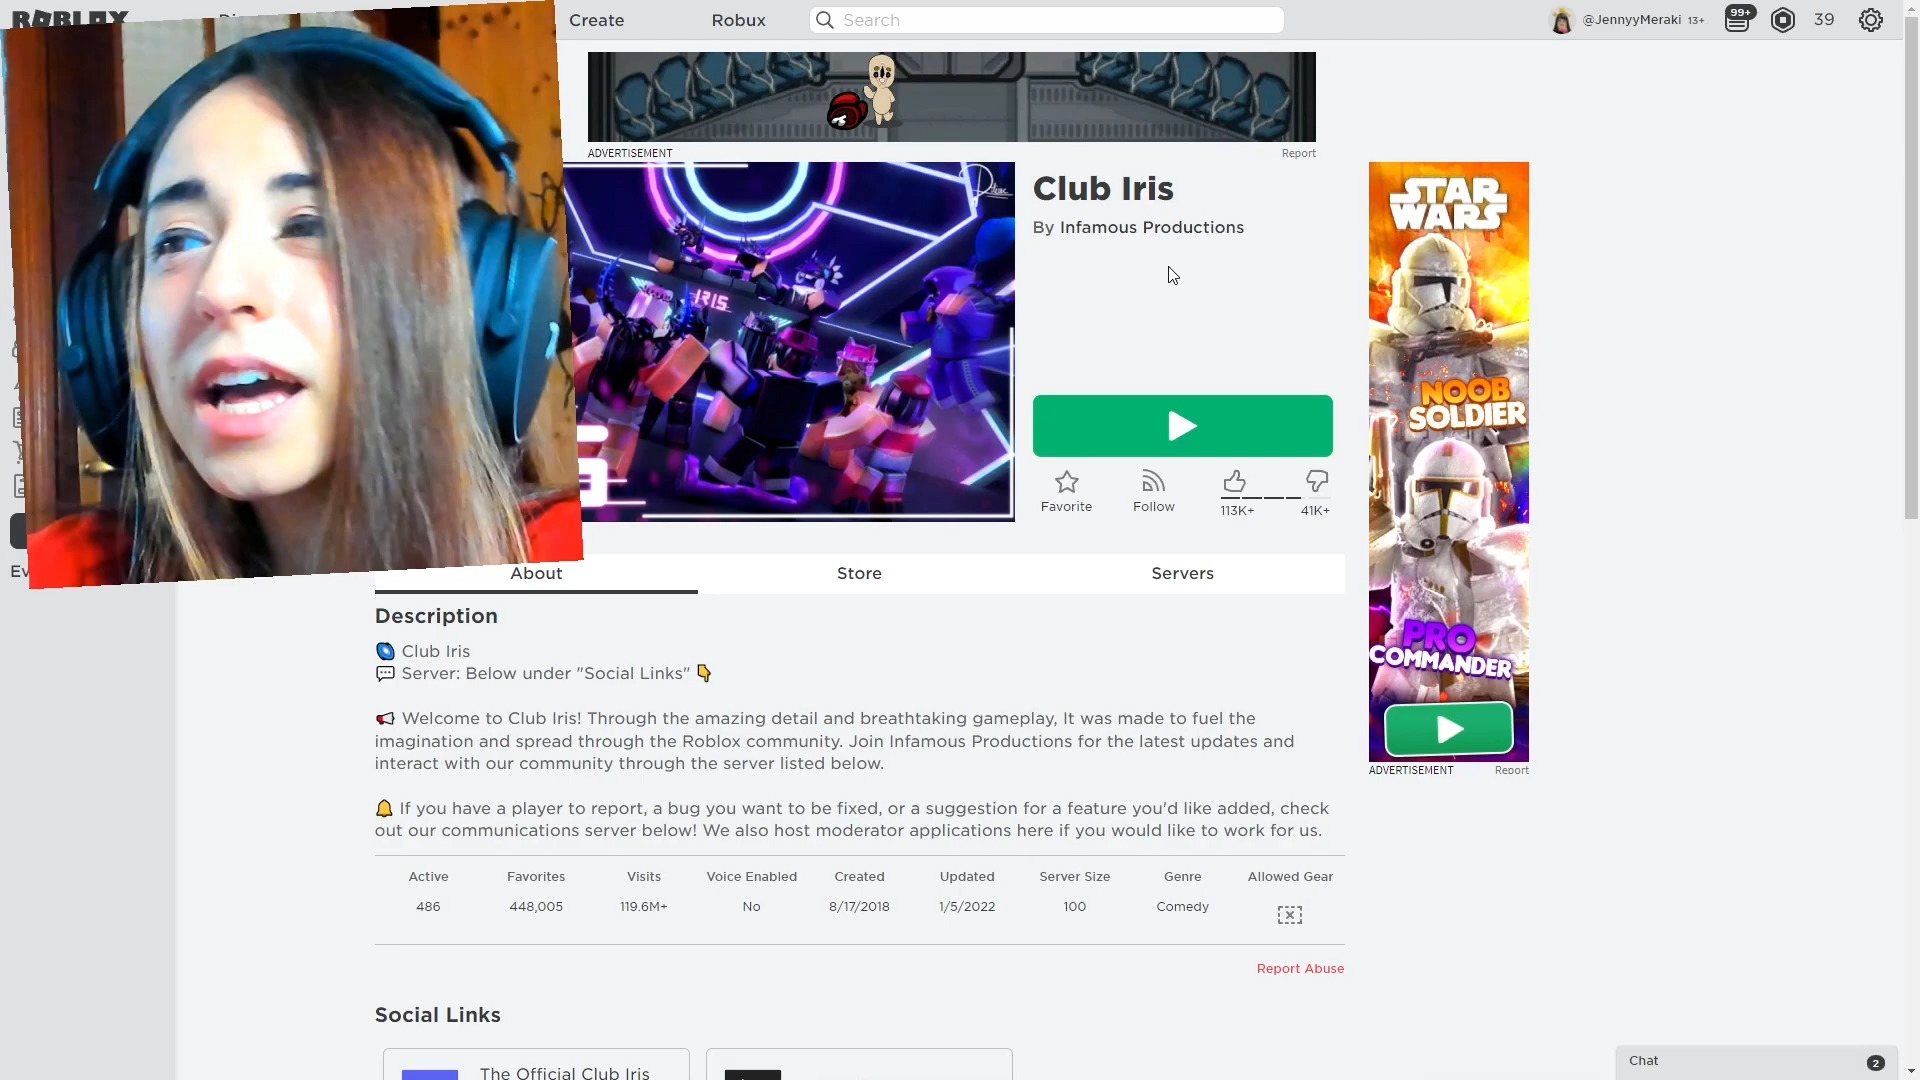 ROBLOX
Create
Robux
Search
@JennyyMeraki 13+
99+
39
ADVERTISEMENT
Report
IRIS
Club Iris
By Infamous Productions
Favorite
Follow
113K+
41K+
STAR
WARS
NOOB
SOLDIER
PRO
COMMANDER
ADVERTISEMENT
Report
Ev
About
Store
Servers
Description
Club Iris
Server: Below under "Social Links"
Welcome to Club Iris! Through the amazing detail and breathtaking gameplay, It was made to fuel the
imagination and spread through the Roblox community. Join Infamous Productions for the latest updates and
interact with our community through the server listed below.
If you have a player to report, a bug you want to be fixed, or a suggestion for a feature you'd like added, check
out our communications server below! We also host moderator applications here if you would like to work for us.
Active
Favorites
Visits
Voice Enabled
Created
Updated
Server Size
Genre
Allowed Gear
486
448,005
119.6M+
No
8/17/2018
1/5/2022
100
Comedy
Report Abuse
Social Links
The Official Club Iris
Chat
2